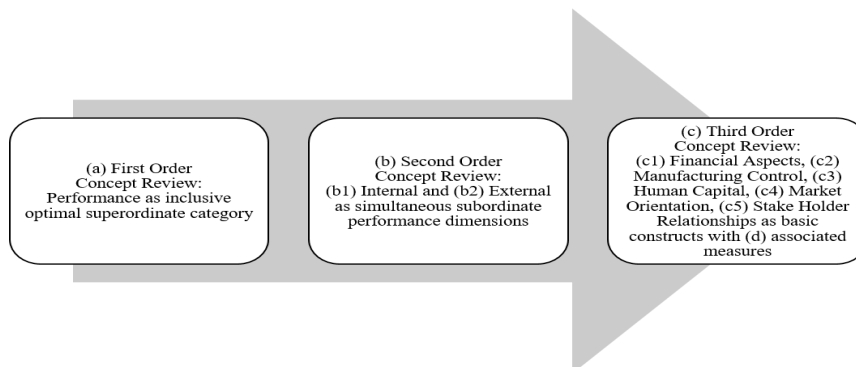 (a) First Order
Concept Review:
Performance as inclusive
optimal superordinate category
(b) Second Order
Concept Review:
(b1) Internal and (b2) External
as simultaneous subordinate
performance dimensions
(c) Third Order
Concept Review:
(c1) Financial Aspects, (c2)
Manufacturing Control, (c3)
Human Capital, (c4) Market
Orientation, (c5) Stake Holder
Relationships as basic
constructs with (d) associated
measures